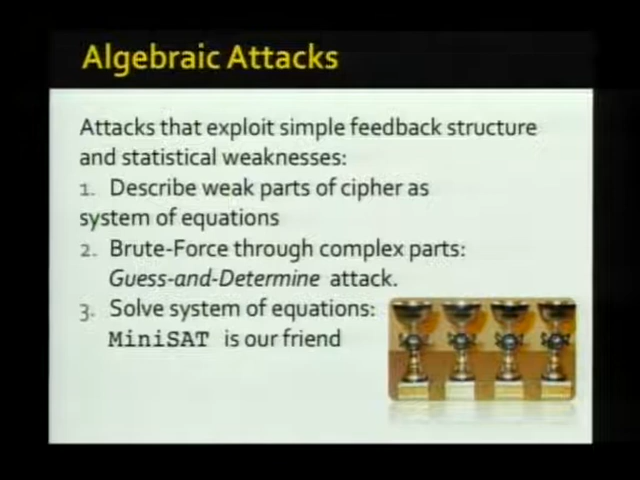 Algebraic Attacks
Attacks that exploit simple feedback structure
and statistical weaknesses:
1. Describe weak parts of cipher as
system of equations
2. Brute-Force through complex parts:
Guess-and-Determine attack.
3. Solve system of equations:
MiniSAT is our friend